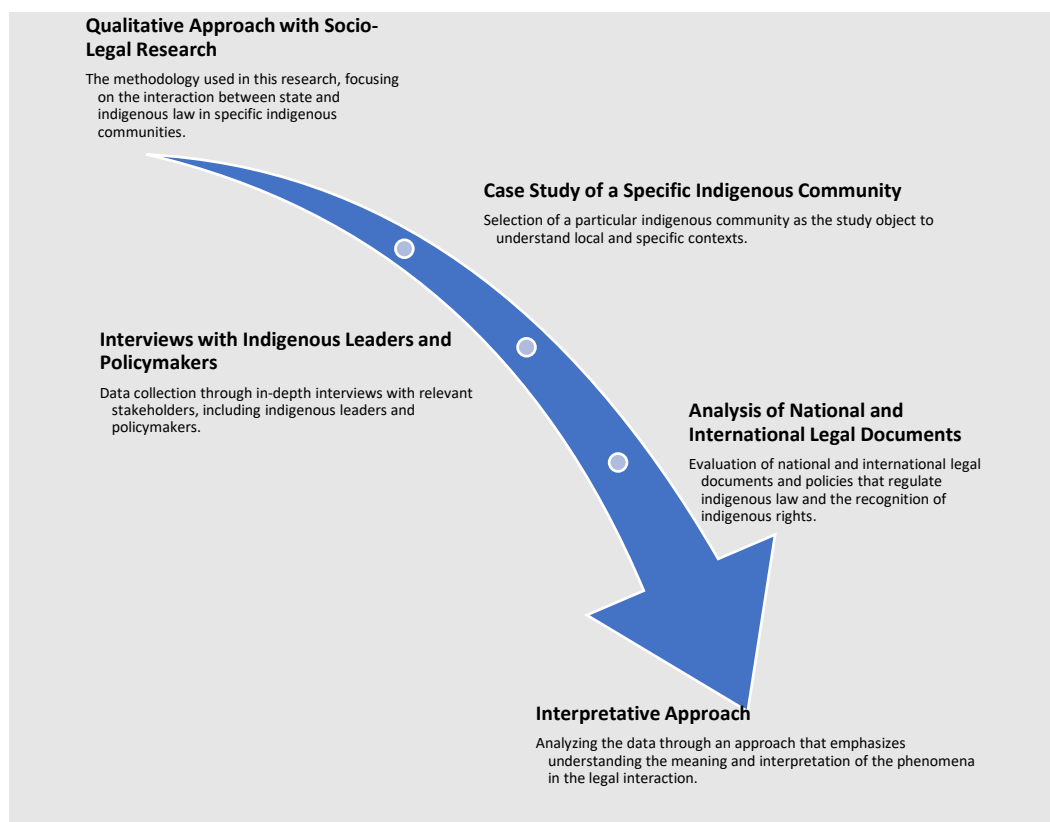 Qualitative Approach with Socio-
Legal Research
The methodology used in this research, focusing
on the interaction between state and
indigenous law in specific indigenous
communities.
Case Study of a Specific Indigenous Community
Selection of a particular indigenous community as the study object to
understand local and specific contexts.
Interviews with Indigenous Leaders and
Policymakers
Data collection through in-depth interviews with relevant
stakeholders, including indigenous leaders and
policymakers.
Analysis of National and
International Legal Documents
Evaluation of national and international legal
documents and policies that regulate
indigenous law and the recognition of
indigenous rights.
Interpretative Approach
Analyzing the data through an approach that emphasizes
understanding the meaning and interpretation of the phenomena
in the legal interaction.